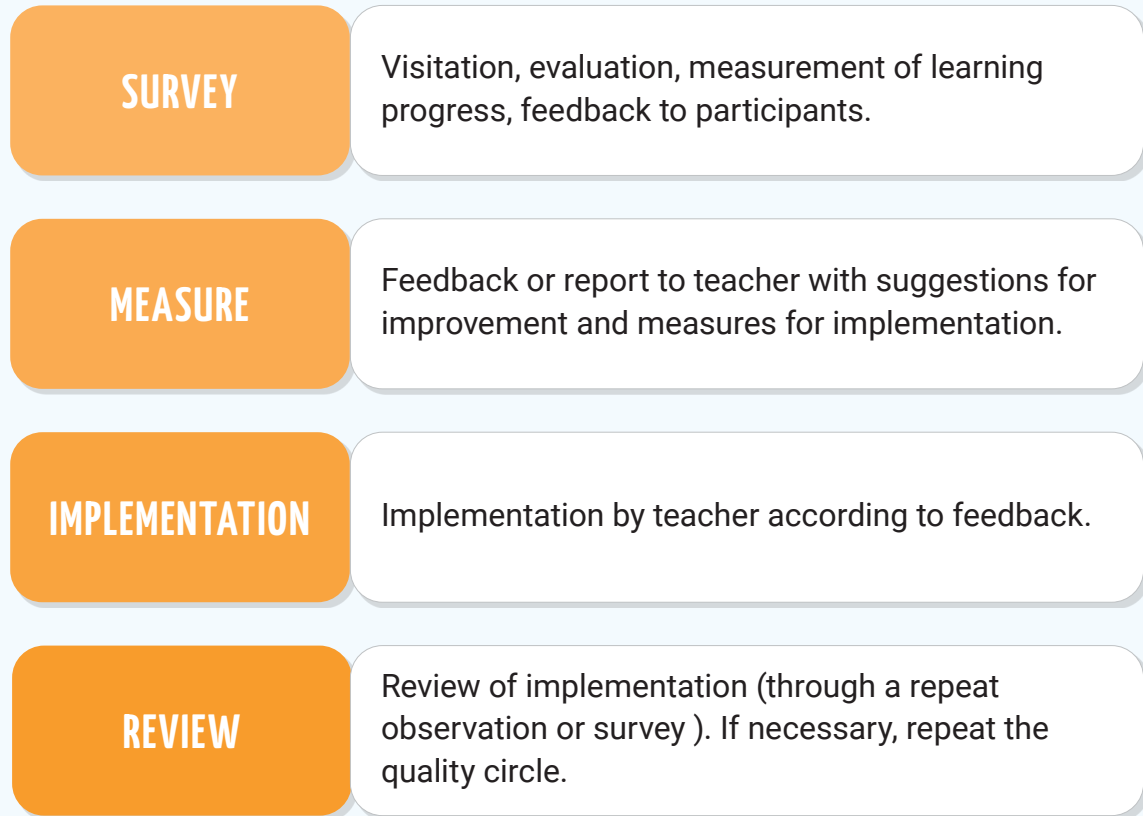 SURVEY
Visitation, evaluation, measurement of learning
progress, feedback to participants.
MEASURE
Feedback or report to teacher with suggestions for
improvement and measures for implementation.
IMPLEMENTATION
Implementation by teacher according to feedback.
REVIEW
Review of implementation (through a repeat
observation or survey ). If necessary, repeat the
quality circle.